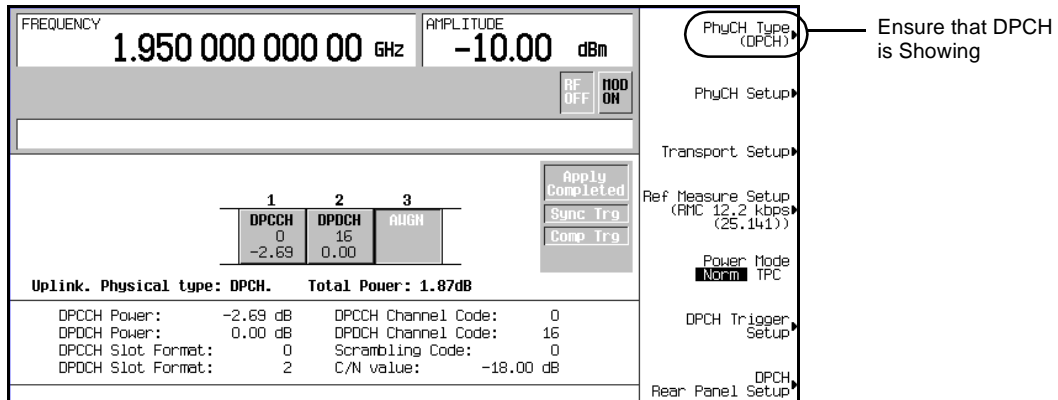 FREQUENCY
1.950 000 000 00 GHz
AMPLITUDE
-10.00 dBm
RF OFF
MOD ON
Apply Completed
Sync Trg
Comp Trg
1 2 3
DPCCH DPDCH AWGN
0 16
-2.69 0.00
Uplink. Physical type: DPCH. Total Power: 1.87dB
DPCCH Power: -2.69 dB DPCCH Channel Code: 0
DPDCH Power: 0.00 dB DPDCH Channel Code: 16
DPCCH Slot Format: 0 Scrambling Code: 0
DPDCH Slot Format: 2 C/N value: -18.00 dB
PhyCH Type
(DPCH)
PhyCH Setup
Transport Setup
Ref Measure Setup
(RMC 12.2 kbps
(25.141))
Power Mode
Norm TPC
DPCH Trigger
Setup
DPCH
Rear Panel Setup
Ensure that DPCH
is Showing